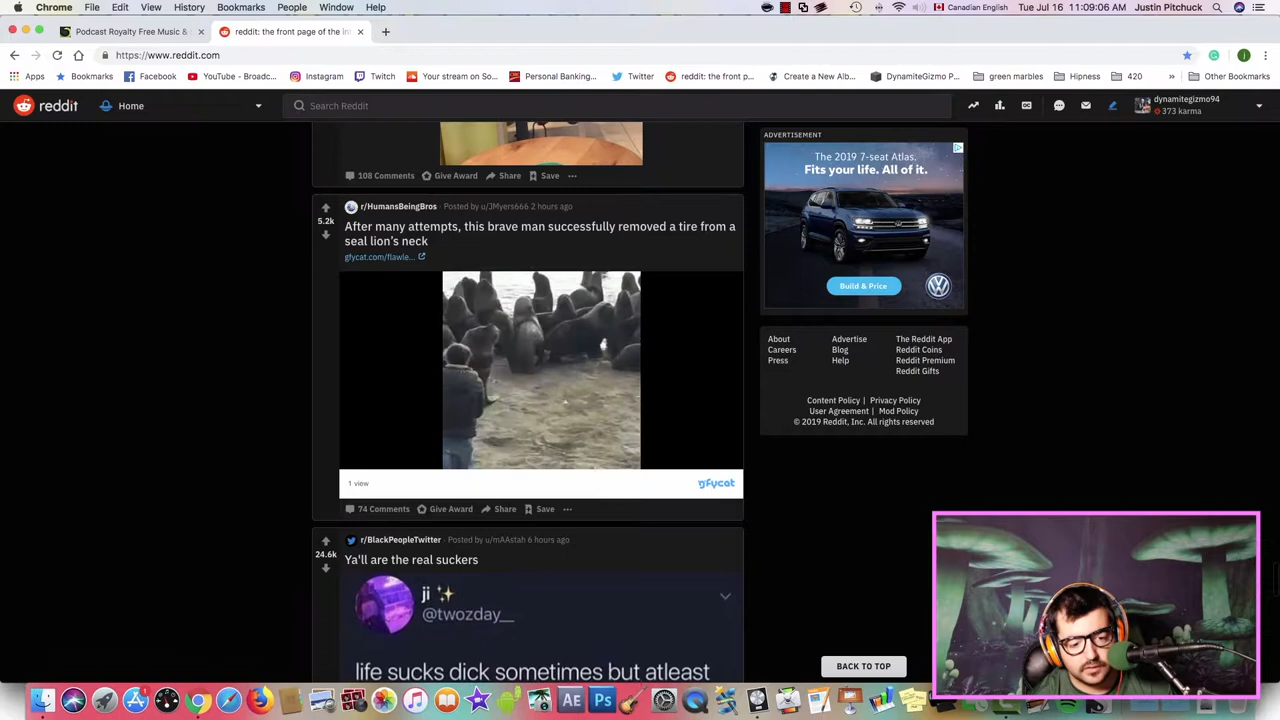 Chrome File Edit View History Bookmarks People Window Help Canadian English Tue Jul 16 11:09:06 AM Justin Pitchuck
Podcast Royalty Free Music & reddit: the front page of the in
https://www.reddit.com
Apps Bookmarks Facebook YouTube - Broadc... Instagram Twitch Your stream on So... Personal Banking... Twitter reddit: the front p... Create a New Alb... DynamiteGizmo P... green marbles Hipness 420 » Other Bookmarks
reddit Home Search Reddit dynamitegizmo94
373 karma
108 Comments Give Award Share Save
r/HumansBeingBros Posted by u/JMyers666 2 hours ago
5.2k
After many attempts, this brave man successfully removed a tire from a
seal lion's neck
gfycat.com/flawle...
1 view gfycat
74 Comments Give Award Share Save
r/BlackPeopleTwitter Posted by u/mAAstah 6 hours ago
24.6k
Ya'll are the real suckers
ji
@twozday__
life sucks dick sometimes but atleast
ADVERTISEMENT
The 2019 7-seat Atlas.
Fits your life. All of it.
Build & Price
About Advertise The Reddit App
Careers Blog Reddit Coins
Press Help Reddit Premium
Reddit Gifts
Content Policy | Privacy Policy
User Agreement | Mod Policy
© 2019 Reddit, Inc. All rights reserved
BACK TO TOP
AE Ps